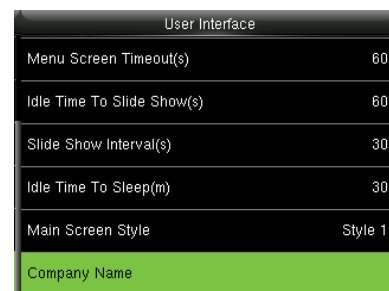 User Interface
Menu Screen Timeout(s) 60
Idle Time To Slide Show(s) 60
Slide Show Interval(s) 30
Idle Time To Sleep(m) 30
Main Screen Style Style 1
Company Name